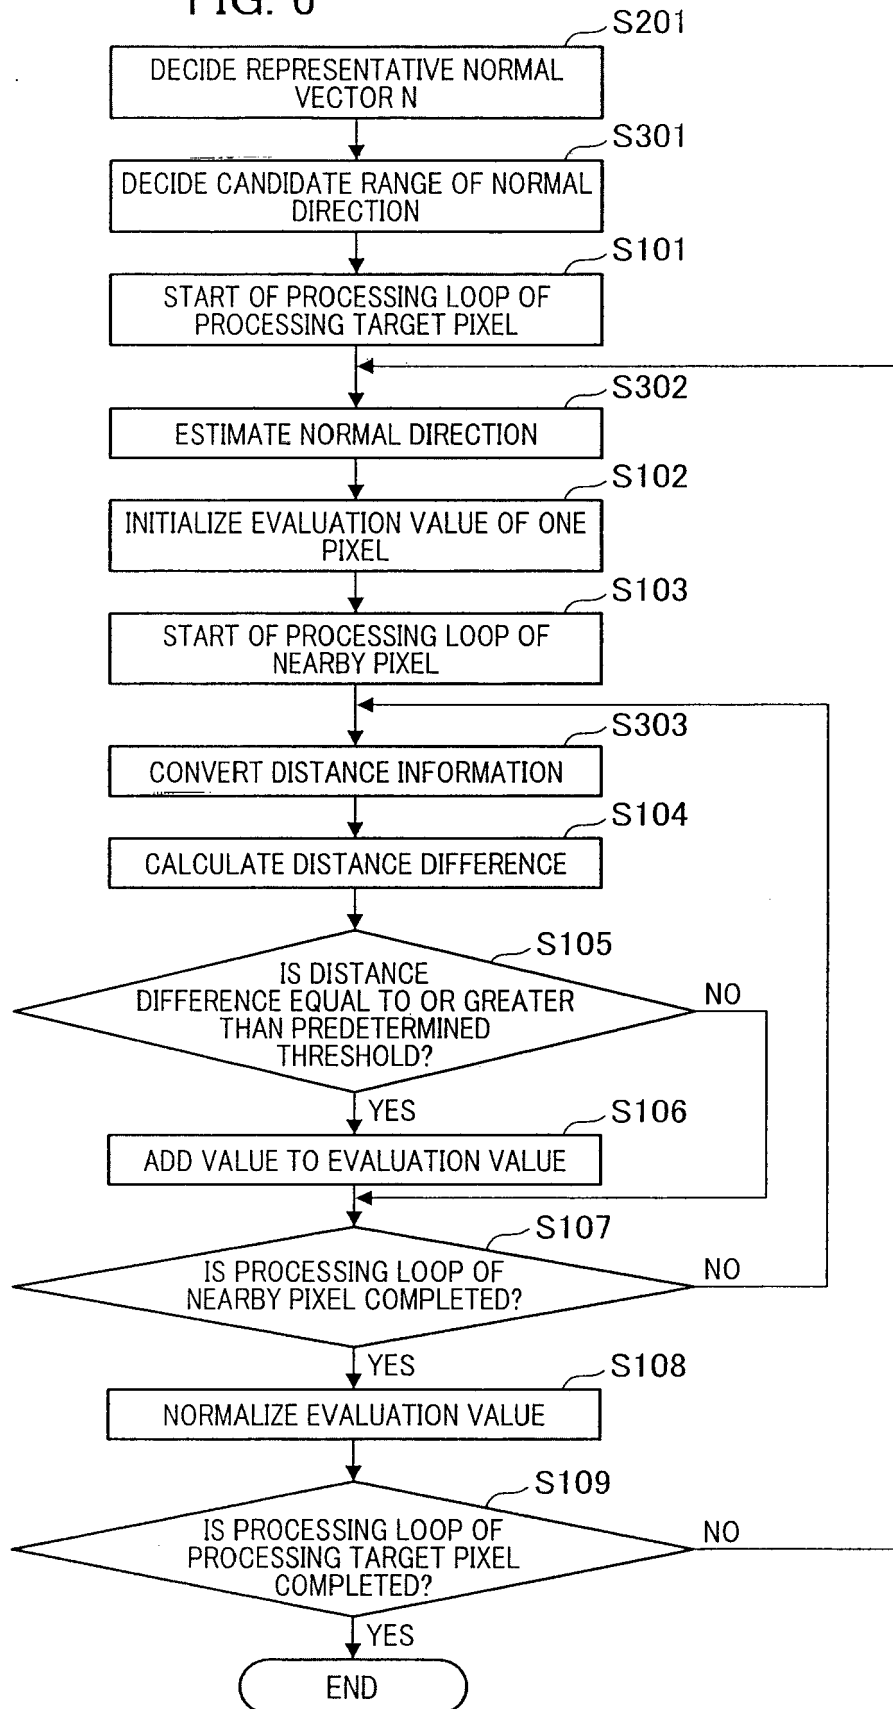 S201
DECIDE REPRESENTATIVE NORMAL
VECTOR N
S301
DECIDE CANDIDATE RANGE OF NORMAL
DIRECTION
S101
START OF PROCESSING LOOP OF
PROCESSING TARGET PIXEL
S302
ESTIMATE NORMAL DIRECTION
S102
INITIALIZE EVALUATION VALUE OF ONE
PIXEL
S103
START OF PROCESSING LOOP OF
NEARBY PIXEL
S303
CONVERT DISTANCE INFORMATION
S104
CALCULATE DISTANCE DIFFERENCE
S105
IS DISTANCE
DIFFERENCE EQUAL TO OR GREATER
THAN PREDETERMINED
THRESHOLD?
NO
YES
S106
ADD VALUE TO EVALUATION VALUE
S107
IS PROCESSING LOOP OF
NEARBY PIXEL COMPLETED?
NO
YES
S108
NORMALIZE EVALUATION VALUE
S109
IS PROCESSING LOOP OF
PROCESSING TARGET PIXEL
COMPLETED?
NO
YES
END